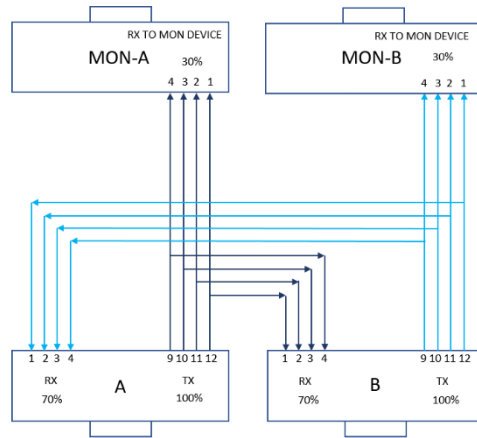 RX TO MON DEVICE
MON-A
30%
4 3 2 1
RX TO MON DEVICE
MON-B
30%
4 3 2 1
1 2 3 4
9 10 11 12
RX
70%
A
TX
100%
1 2 3 4
9 10 11 12
RX
70%
B
TX
100%